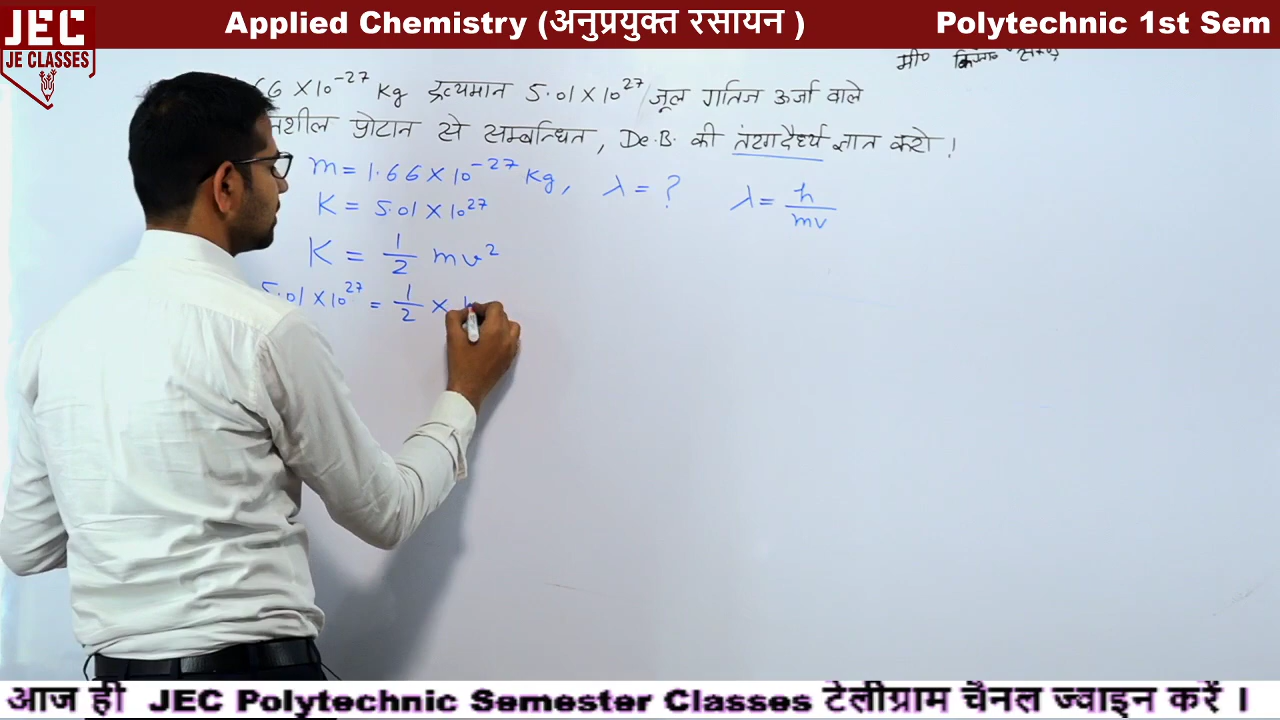 JEC
JE CLASSES
Applied Chemistry (अनुप्रयुक्त रसायन )
Polytechnic 1st Sem
66 × 10⁻²⁷ Kg द्रव्यमान 5.01 × 10²⁷ जूल गतिज ऊर्जा वाले
शील प्रोटान से सम्बन्धित, De.B. की तंरगदैर्ध्य ज्ञात करो !
m = 1.66 × 10⁻²⁷ Kg, λ = ? λ = h/mv
K = 5.01 × 10²⁷
K = 1/2 mv²
5.01 × 10²⁷ = 1/2 ×
आज ही JEC Polytechnic Semester Classes टेलीग्राम चैनल ज्वाइन करें ।